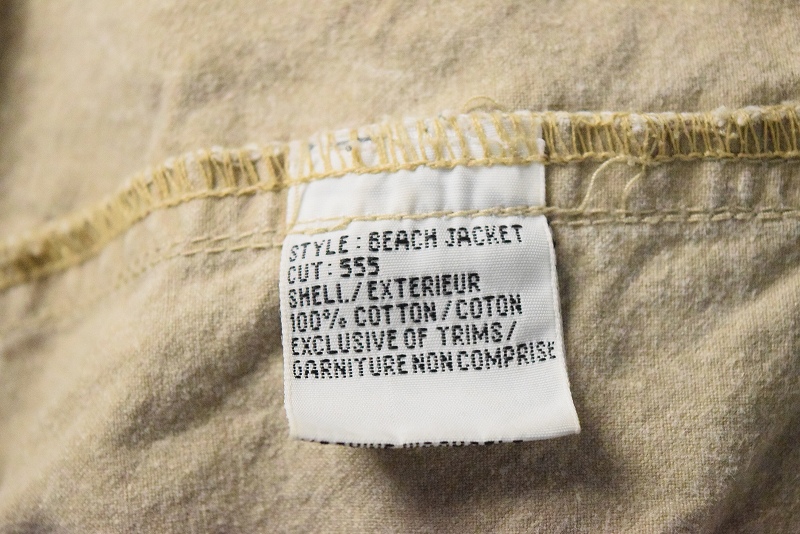 STYLE : BEACH JACKET
CUT : 555
SHELL / EXTERIEUR
100% COTTON / COTON
EXCLUSIVE OF TRIMS /
GARNITURE NON COMPRISE